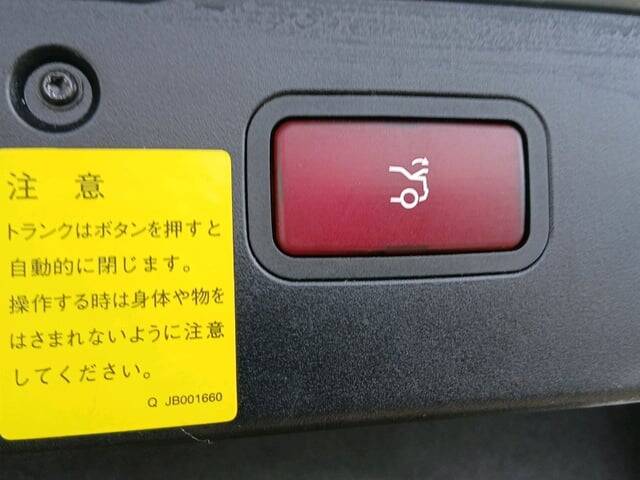 注意
トランクはボタンを押すと
自動的に閉じます。
操作する時は身体や物を
はさまれないように注意
してください。
Q JB001660